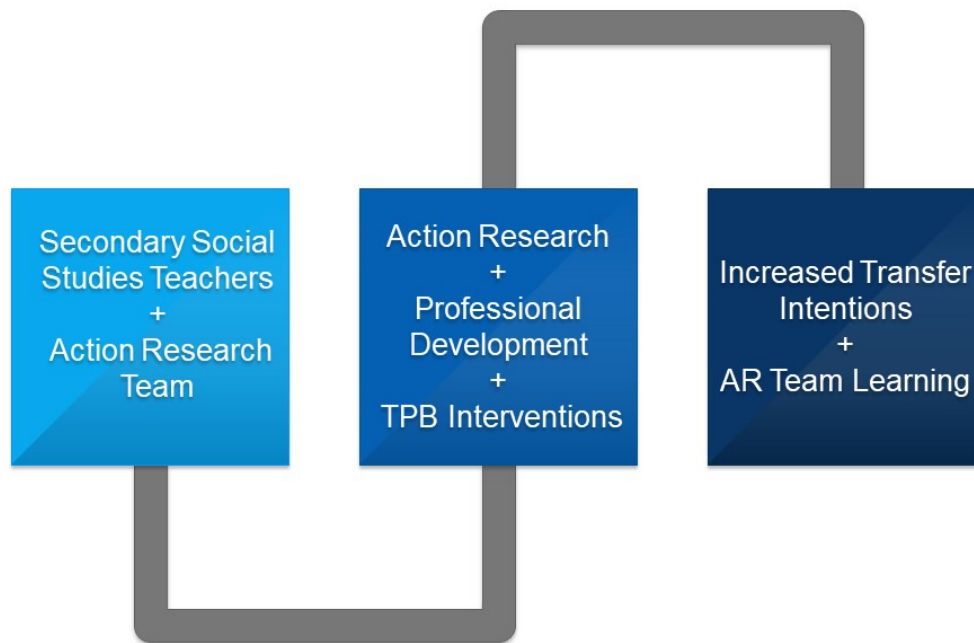 Secondary Social
Studies Teachers
+
Action Research
Team
Action Research
+
Professional
Development
+
TPB Interventions
Increased Transfer
Intentions
+
AR Team Learning